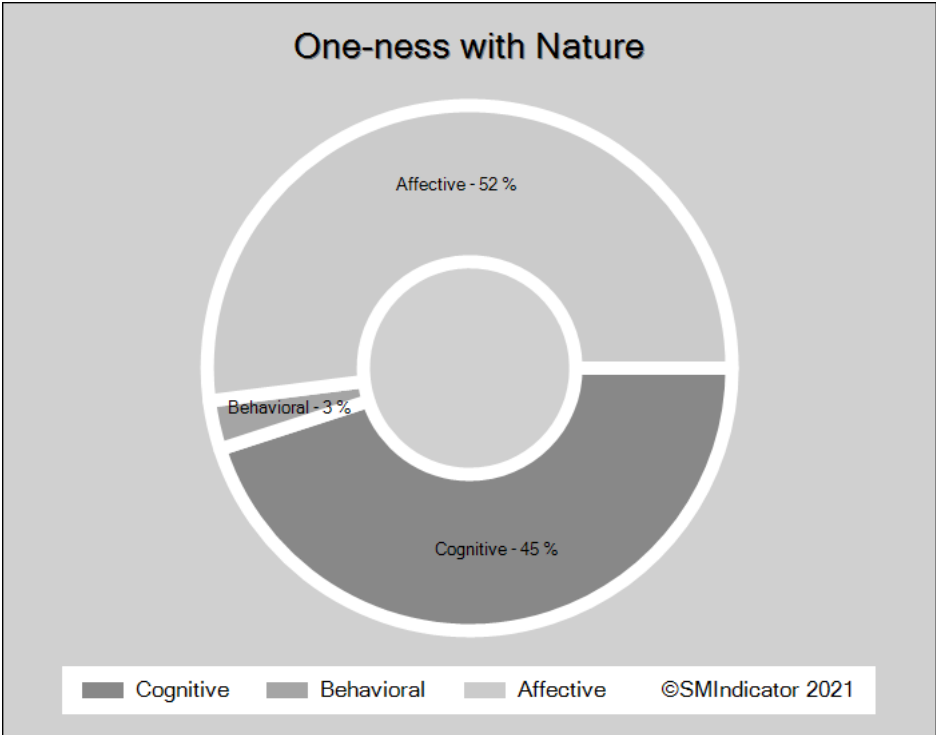 One-ness with Nature
Affective - 52 %
Behavioral - 3 %
Cognitive - 45 %
Cognitive Behavioral Affective ©SMIndicator 2021